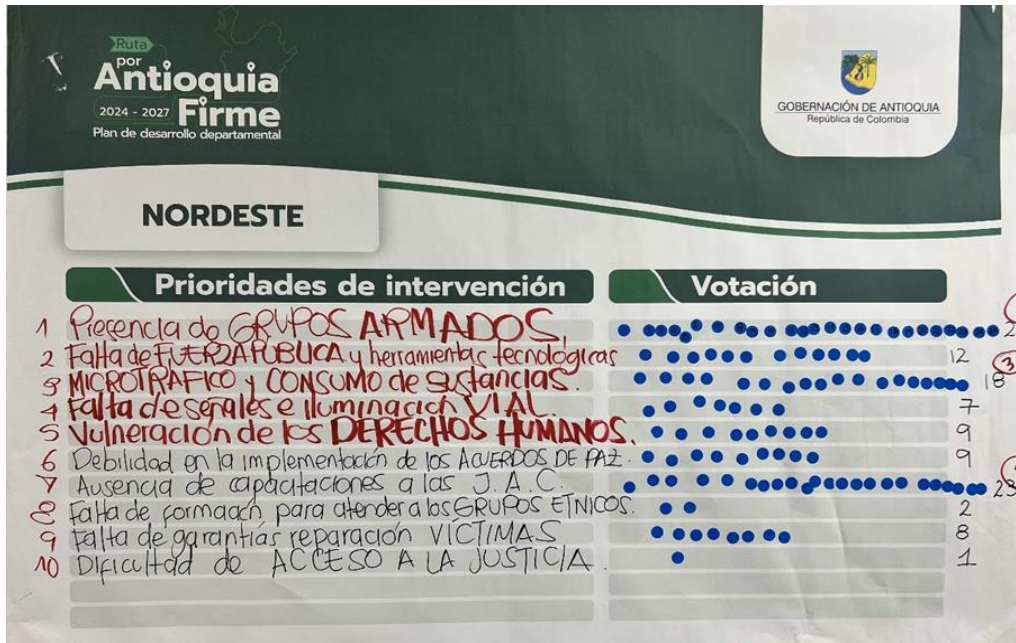 Ruta
por
Antioquia
2024 - 2027 Firme
Plan de desarrollo departamental
GOBERNACIÓN DE ANTIOQUIA
República de Colombia
NORDESTE
Prioridades de intervención Votación
1 Presencia de GRUPOS ARMADOS. 2
2 Falta de FUERZA PUBLICA y herramientas tecnológicas 12
3 MICROTRAFICO y CONSUMO de sustancias. 18 3
4 Falta de señales e iluminación VIAL. 7
5 Vulneración de los DERECHOS HUMANOS. 9
6 Debilidad en la implementación de los ACUERDOS DE PAZ. 9
7 Ausencia de capacitaciones a las J.A.C. 23
8 Falta de formación para atender a los GRUPOS ETNICOS. 2
9 Falta de garantías reparación VÍCTIMAS 8
10 Dificultad de ACCESO A LA JUSTICIA. 1